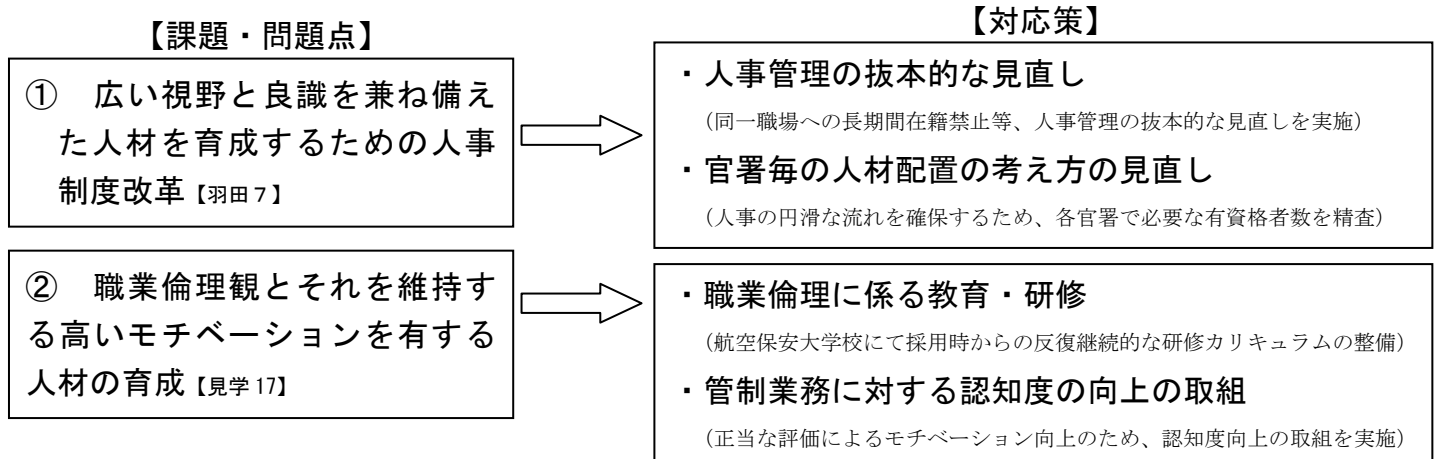 【課題・問題点】
① 広い視野と良識を兼ね備え
た人材を育成するための人事
制度改革【羽田7】
② 職業倫理観とそれを維持す
る高いモチベーションを有する
人材の育成【見学17】
【対応策】
・人事管理の抜本的な見直し
（同一職場への長期間在籍禁止等、人事管理の抜本的な見直しを実施）
・官署毎の人材配置の考え方の見直し
（人事の円滑な流れを確保するため、各官署で必要な有資格者数を精査）
・職業倫理に係る教育・研修
（航空保安大学校にて採用時からの反復継続的な研修カリキュラムの整備）
・管制業務に対する認知度の向上の取組
（正当な評価によるモチベーション向上のため、認知度向上の取組を実施）